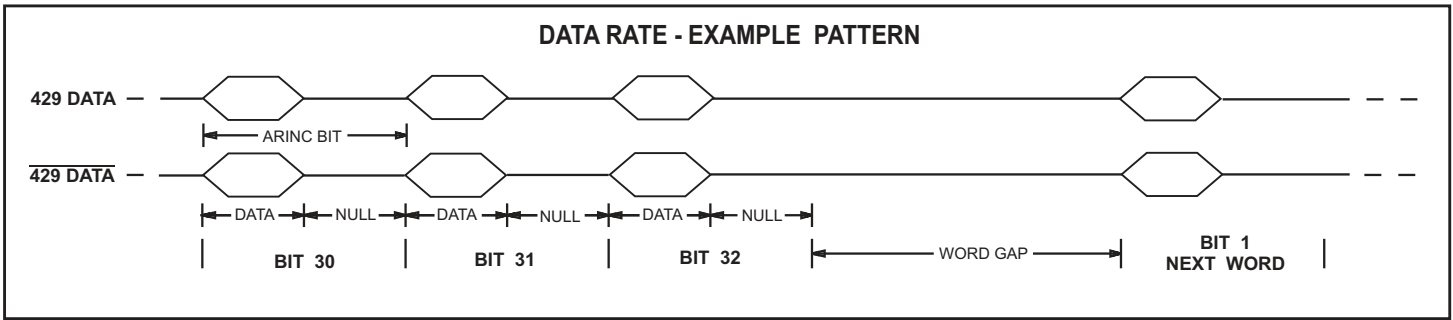 DATA RATE - EXAMPLE PATTERN
429 DATA
ARINC BIT
429 DATA
DATA NULL DATA NULL DATA NULL
BIT 30 BIT 31 BIT 32 WORD GAP BIT 1
NEXT WORD